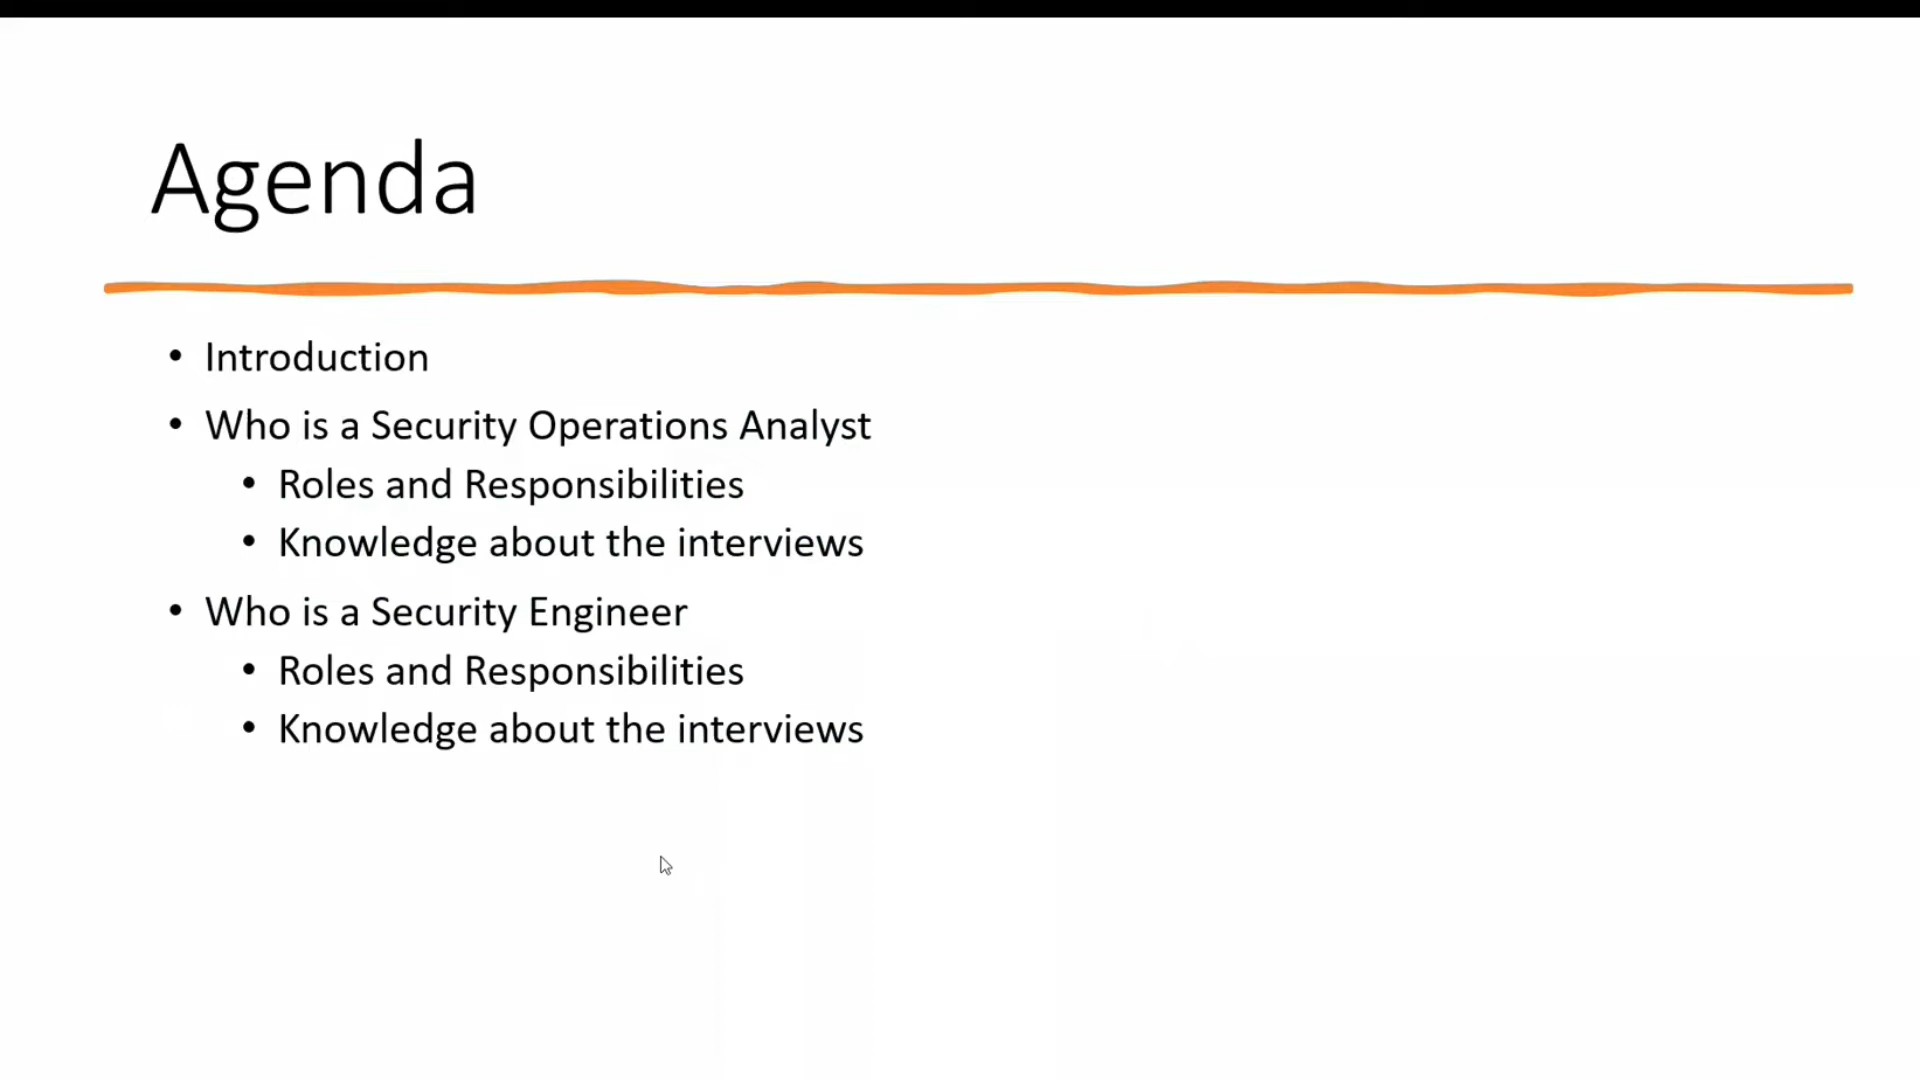 Agenda
• Introduction
• Who is a Security Operations Analyst
• Roles and Responsibilities
• Knowledge about the interviews
• Who is a Security Engineer
• Roles and Responsibilities
• Knowledge about the interviews